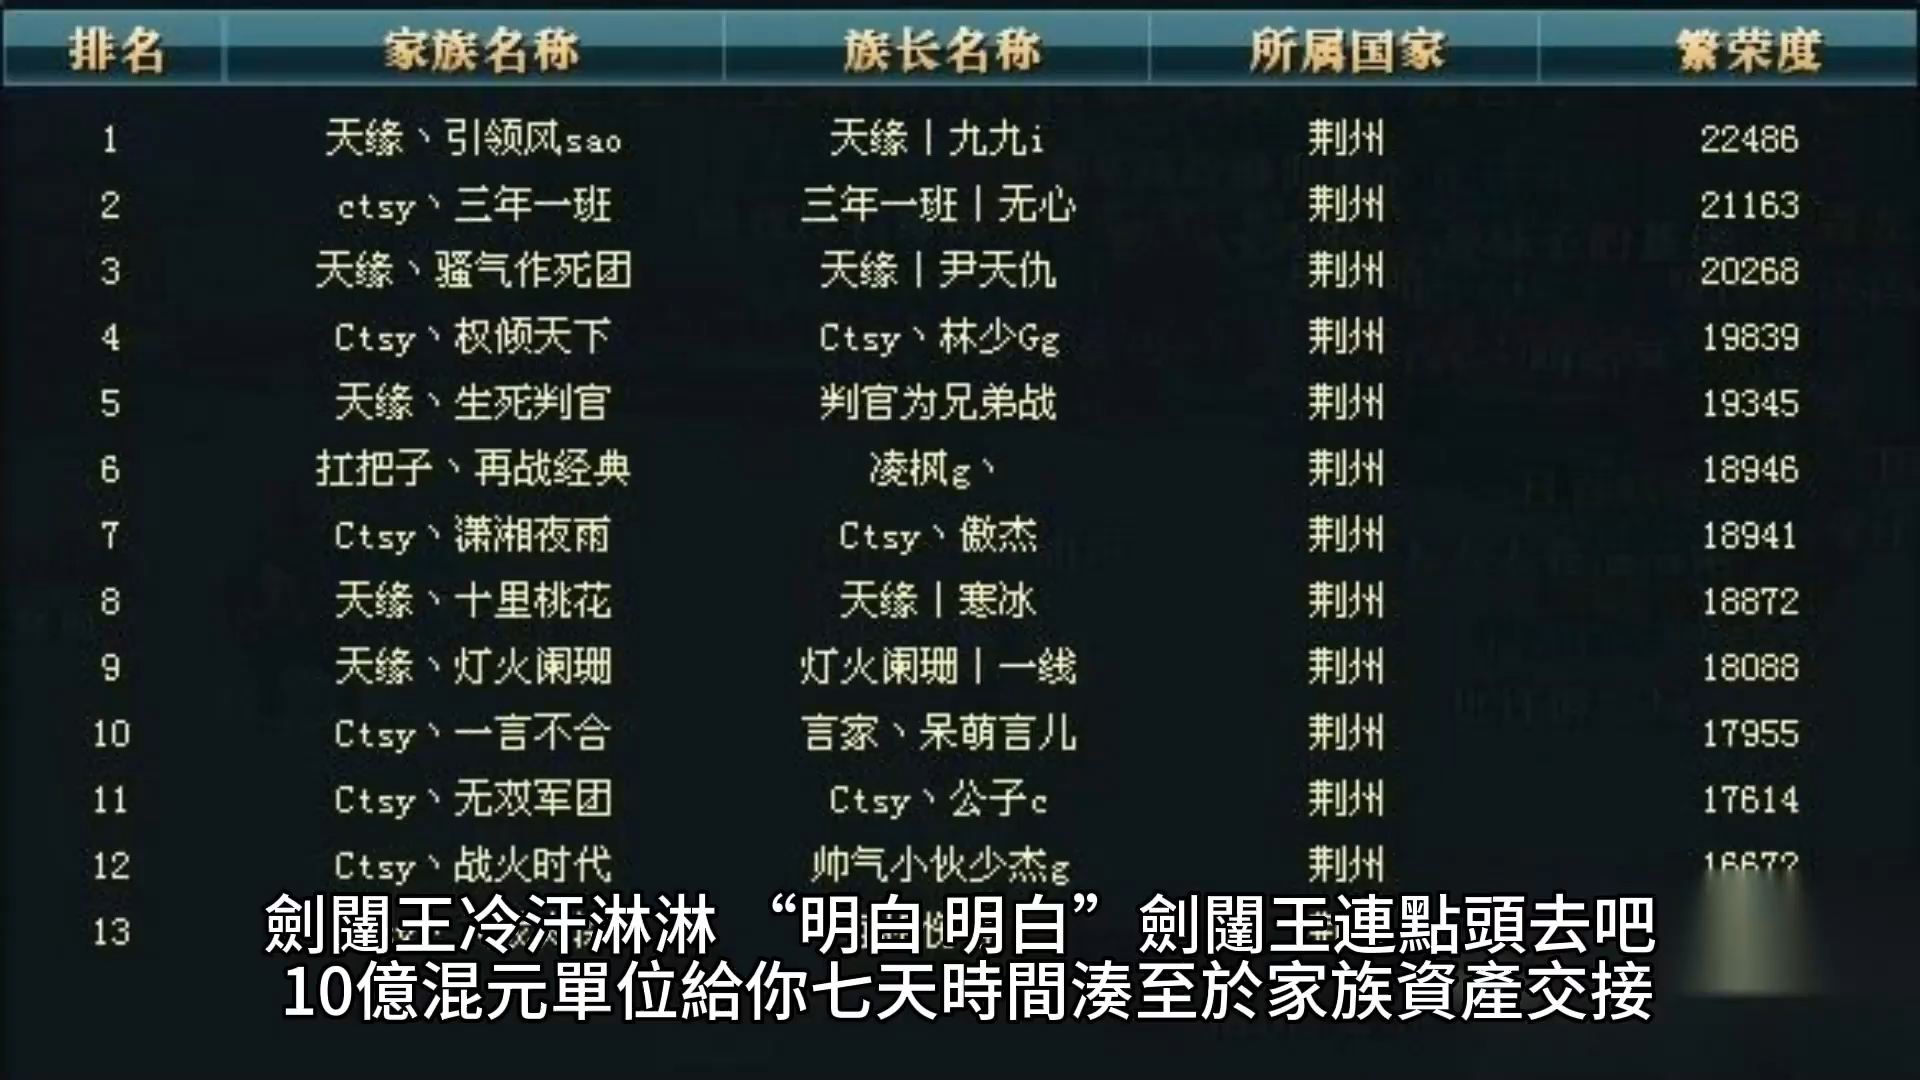 排名 家族名称 族长名称 所属国家 繁荣度
1 天缘丶引领风sao 天缘丨九九i 荆州 22486
2 ctsy丶三年一班 三年一班丨无心 荆州 21163
3 天缘丶骚气作死团 天缘丨尹天仇 荆州 20268
4 Ctsy丶权倾天下 Ctsy丶林少Gg 荆州 19839
5 天缘丶生死判官 判官为兄弟战 荆州 19345
6 扛把子丶再战经典 凌枫g丶 荆州 18946
7 Ctsy丶潇湘夜雨 Ctsy丶傲杰 荆州 18941
8 天缘丶十里桃花 天缘丨寒冰 荆州 18872
9 天缘丶灯火阑珊 灯火阑珊丨一线 荆州 18088
10 Ctsy丶一言不合 言家丶呆萌言儿 荆州 17955
11 Ctsy丶无双军团 Ctsy丶公子c 荆州 17614
12 Ctsy丶战火时代 帅气小伙少杰g 荆州
13
劍闥王冷汗淋淋 “明白 明白”劍闥王連點頭去吧
10億混元單位給你七天時間湊至於家族資產交接